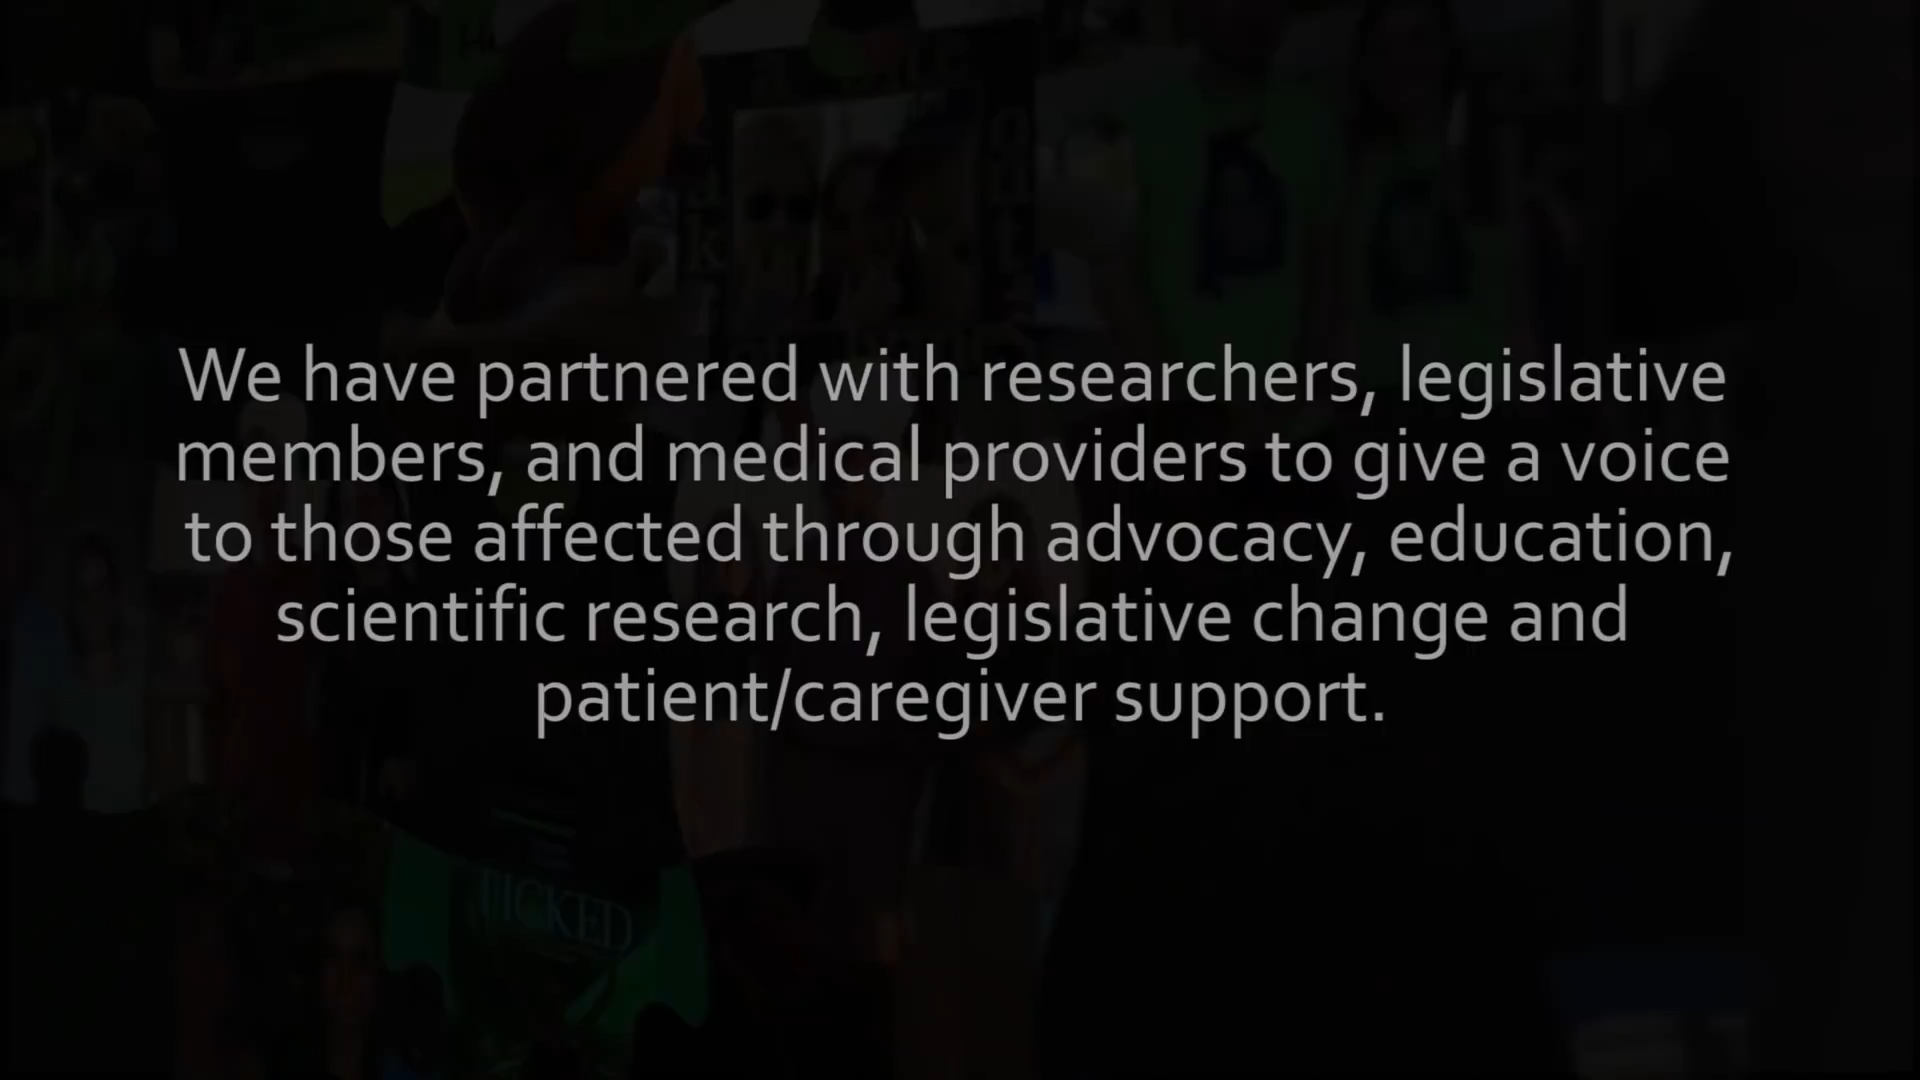 We have partnered with researchers, legislative
members, and medical providers to give a voice
to those affected through advocacy, education,
scientific research, legislative change and
patient/caregiver support.
TICKED